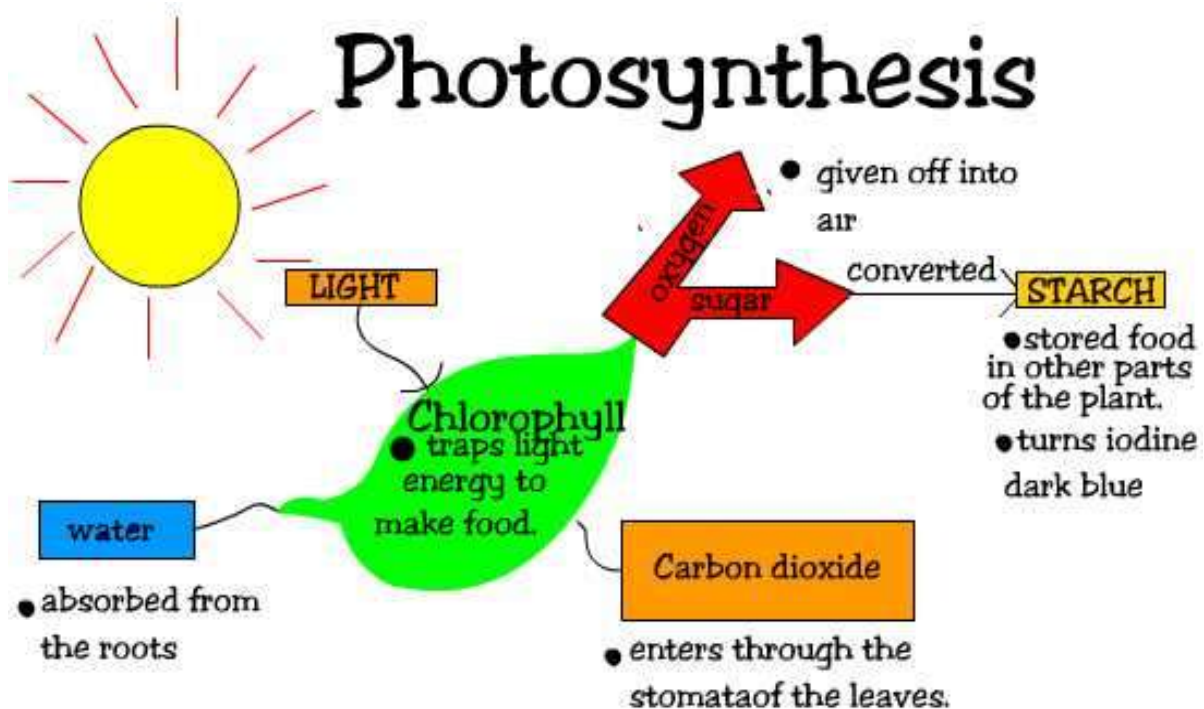 Photosynthesis
oxygen
● given off into
air
LIGHT
sugar
converted
STARCH
●stored food
in other parts
of the plant.
●turns iodine
dark blue
Chlorophyll
● traps light
energy to
make food.
water
● absorbed from
the roots
Carbon dioxide
● enters through the
stomataof the leaves.